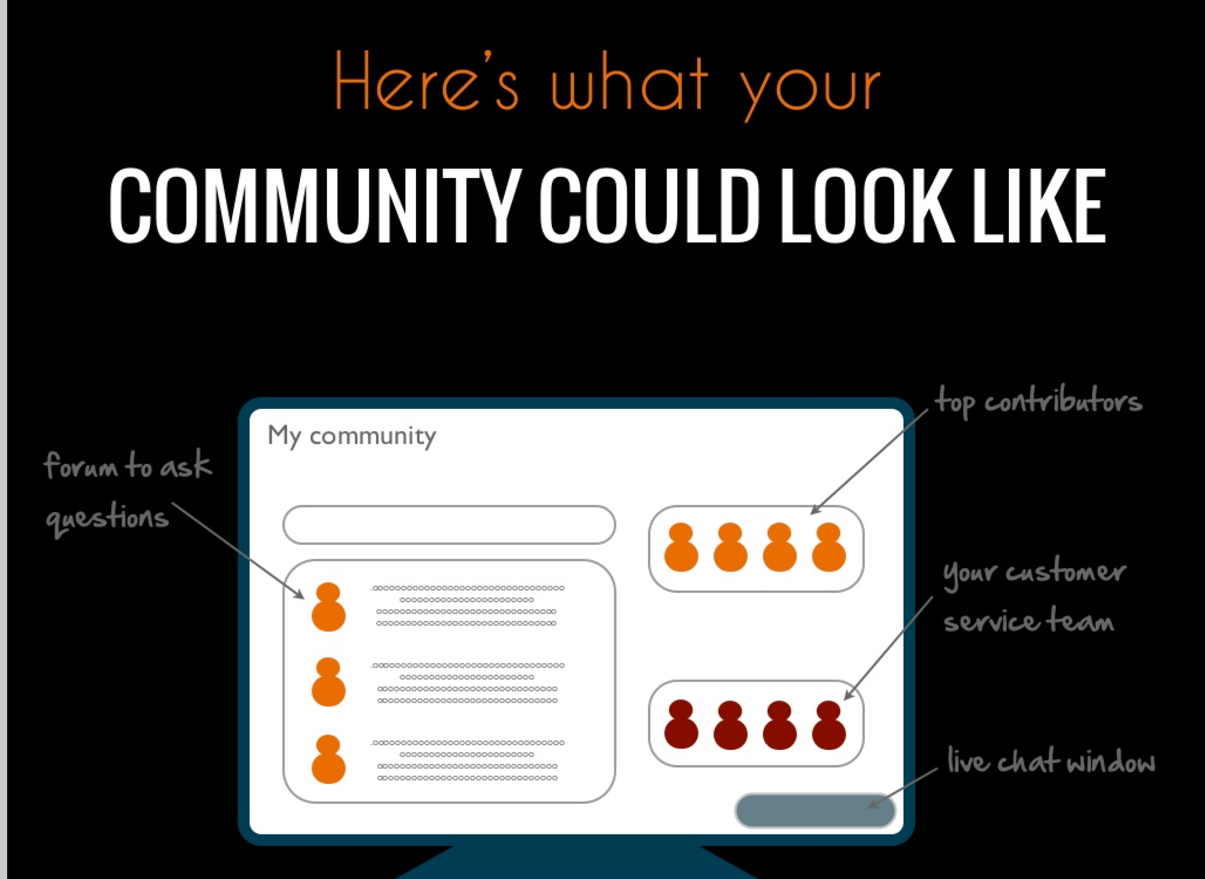 Here's what your
COMMUNITY COULD LOOK LIKE
top contributors
My community
forum to ask
questions
your customer
service team
live chat window